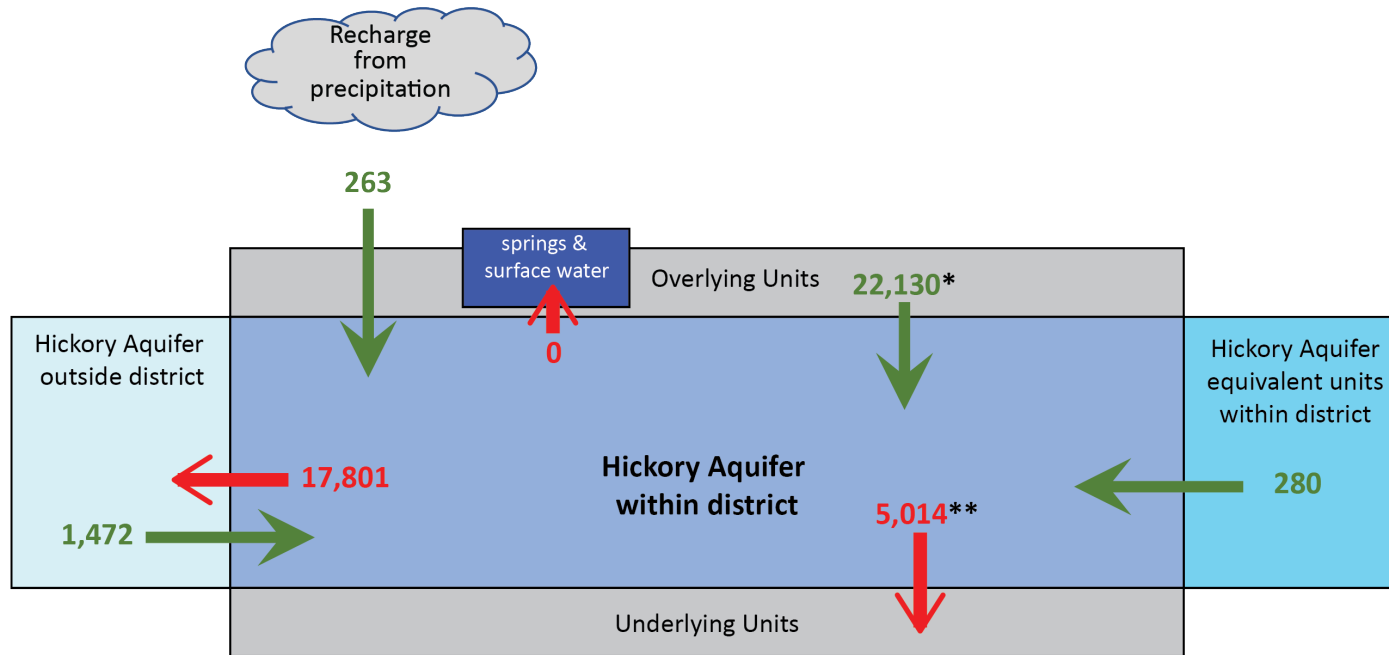 Recharge
from
precipitation
263
springs &
surface water
Overlying Units
22,130*
0
Hickory Aquifer
outside district
Hickory Aquifer
equivalent units
within district
17,801
1,472
Hickory Aquifer
within district
5,014**
280
Underlying Units